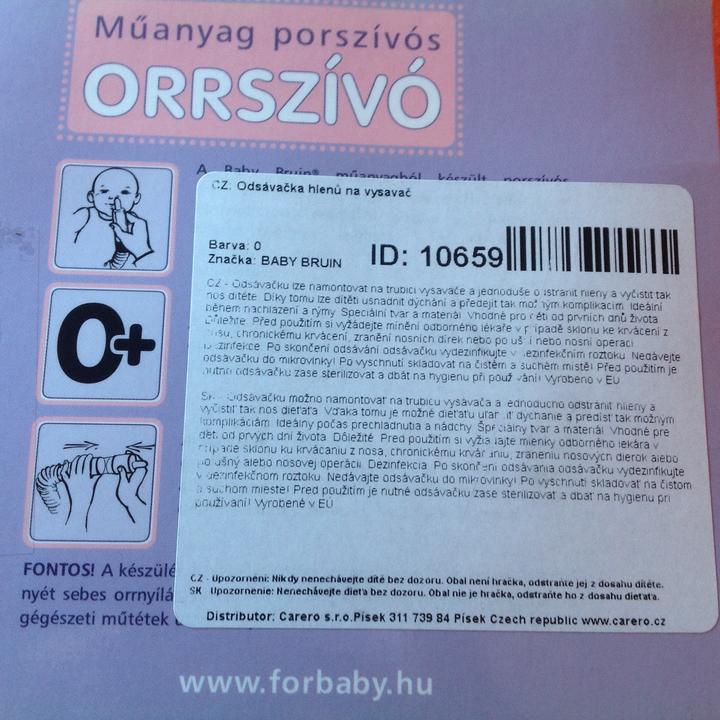 Műanyag porszívós
ORRSZÍVÓ
A Baby Bruin® műanyagból készült porszívós
CZ: Odsávačka hlenů na vysavač
Barva: 0
Značka: BABY BRUIN
ID: 10659
CZ - Odsávačku lze namontovat na trubici vysavače a jednoduše odstranit hleny a vyčistit tak
nos dítěte. Díky tomu lze dítěti usnadnit dýchání a předejít tak možným komplikacím. Ideální
během nachlazení a rýmy. Speciální tvar a materiál. Vhodné pro děti od prvních dnů života.
Důležité: Před použitím si vyžádejte mínění odborného lékaře v případě sklonu ke krvácení z
nosu, chronickému krvácení, zranění nosních dírek nebo po ušní nebo nosní operaci.
Dezinfekce: Po skončení odsávání odsávačku vydezinfikujte v dezinfekčním roztoku. Nedávejte
odsávačku do mikrovlnky! Po vyschnutí skladovat na čistém a suchém místě! Před použitím je
nutno odsávačku zase sterilizovat a dbát na hygienu při používání! Vyrobeno v EU
SK - Odsávačku možno namontovat na trubicu vysávača a jednoducho odstrániť hlieny a
vyčistiť tak nos dieťaťa. Vďaka tomu je možné dieťaťu uľahčiť dýchanie a predísť tak možným
komplikáciám. Ideálny počas prechladnutia a nádchy. Špeciálny tvar a materiál. Vhodné pre
deti od prvých dní života. Dôležité: Pred použitím si vyžiadajte mienky odborného lekára v
prípade sklonu ku krvácaniu z nosa, chronickému krvácaniu, zraneniu nosových dierok alebo
po ušnej alebo nosovej operácii. Dezinfekcia: Po skončení odsávania odsávačku vydezinfikujte
v dezinfekčnom roztoku. Nedávajte odsávačku do mikrovlnky! Po vyschnutí skladovať na čistom
a suchom mieste! Pred použitím je nutné odsávačku zase sterilizovať a dbať na hygienu pri
používaní! Vyrobené v EÚ
0+
FONTOS! A készülé
nyét sebes orrnyílá
gégészeti műtétek
CZ - Upozornění: Nikdy nenechávejte dítě bez dozoru. Obal není hračka, odstraňte jej z dosahu dítěte.
SK - Upozornenie: Nenechávejte dieťa bez dozoru. Obal nie je hračka, odstraňte ho z dosahu dieťaťa.
Distributor: Carero s.r.o.Písek 311 739 84 Písek Czech republic www.carero.cz
www.forbaby.hu